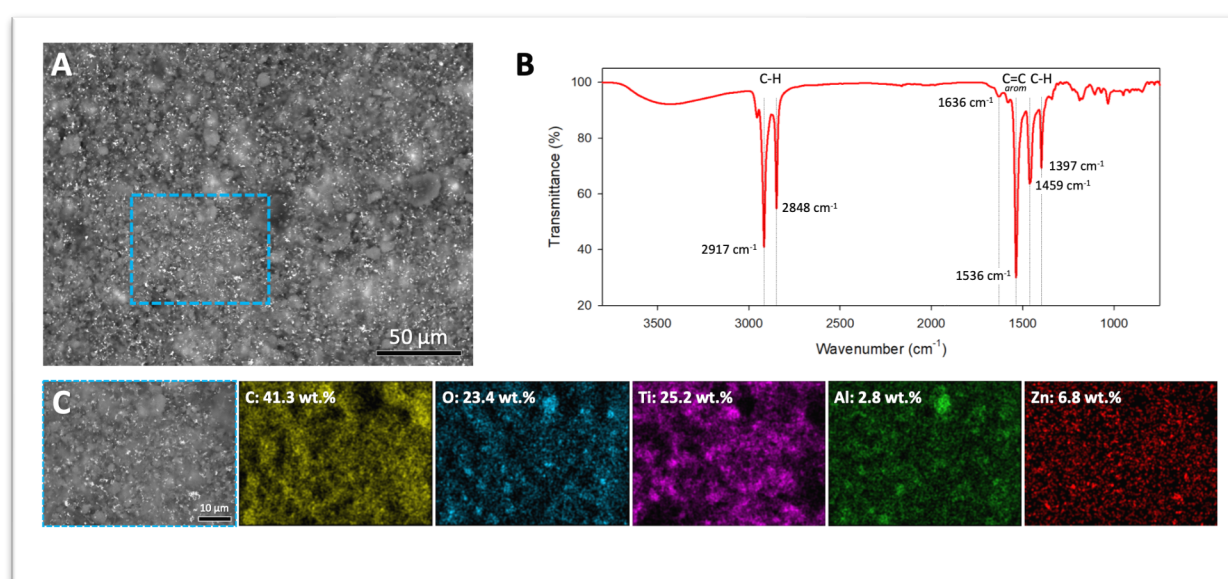 A
50 µm
B
C-H
C=C C-H
arom
100
80
60
40
20
Transmittance (%)
1636 cm-1
1397 cm-1
1459 cm-1
2848 cm-1
2917 cm-1
1536 cm-1
3500 3000 2500 2000 1500 1000
Wavenumber (cm-1)
C
10 µm
C: 41.3 wt.%
O: 23.4 wt.%
Ti: 25.2 wt.%
Al: 2.8 wt.%
Zn: 6.8 wt.%